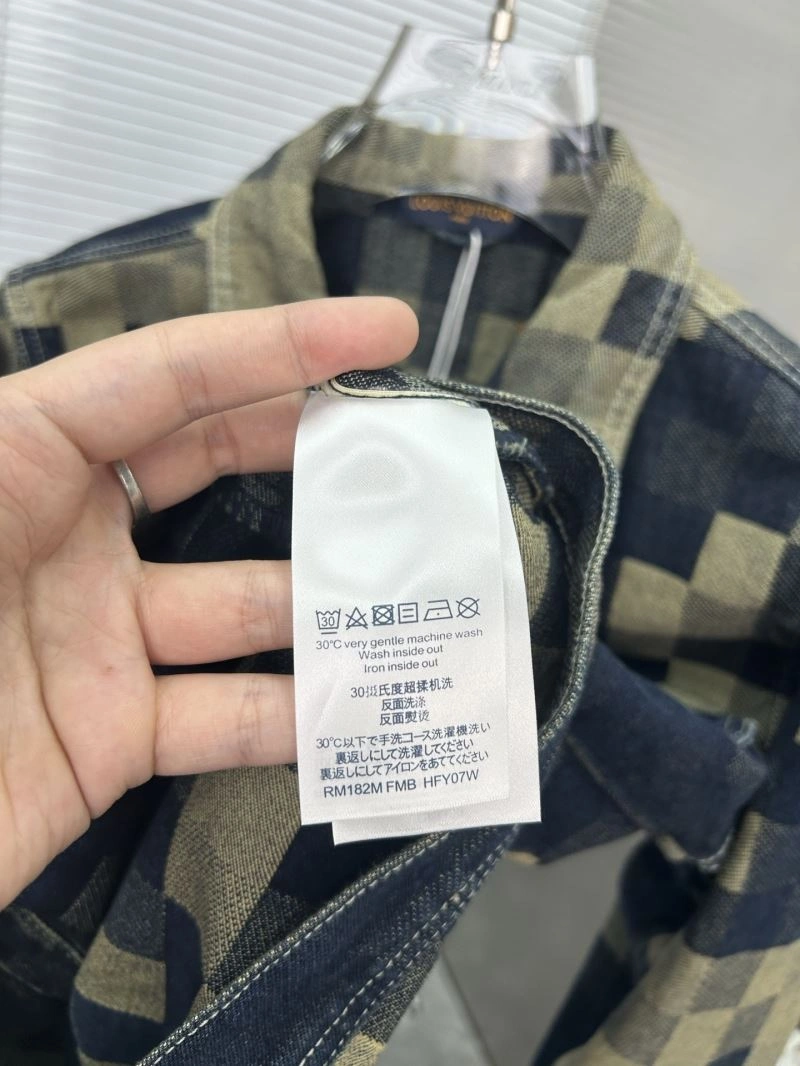 LOUIS VUITTON
30
30℃ very gentle machine wash
Wash inside out
Iron inside out
30摄氏度超揉机洗
反面洗涤
反面熨烫
30℃以下で手洗コース洗濯機洗い
裏返しにして洗濯してください
裏返しにしてアイロンをあててください
RM182M FMB HFY07W